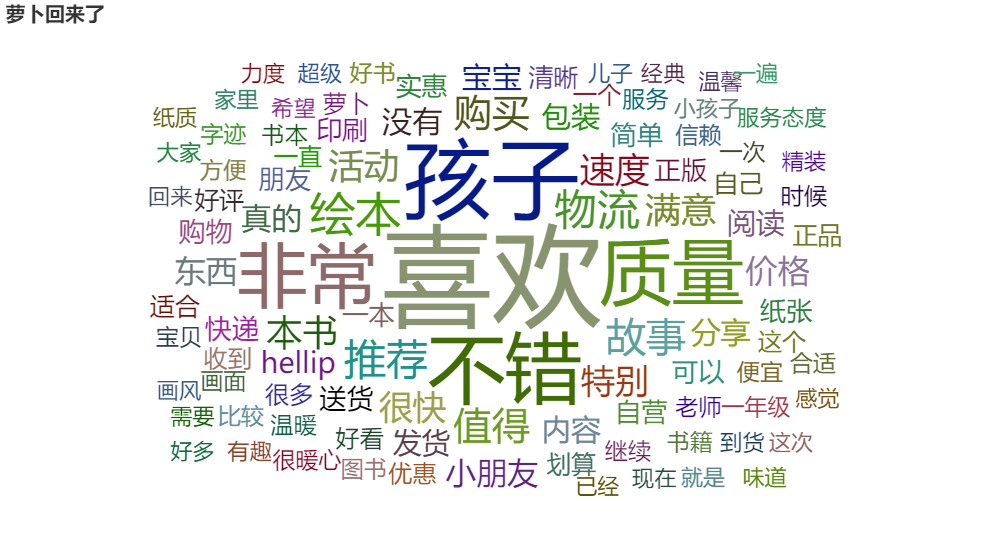 萝卜回来了
力度 超级 好书 实惠 宝宝 清晰 儿子 经典 温馨 一遍
家里 希望 萝卜 没有 购买 包装 一个 服务 小孩子 服务态度
纸质 字迹 书本 印刷 简单 信赖
大家 方便 一直 朋友 活动 孩子 速度 正版 一次 自己 精装
回来 好评 购物 真的 绘本 物流 满意 阅读 时候 正品
东西 非常 喜欢 质量 价格
适合 宝贝 快递 本书 一本 故事 分享 纸张 这个
收到 hellip 推荐 不错 特别 可以 便宜 合适
画风 画面 很多 送货 很快 值得 内容 自营 老师 一年级 感觉
需要 比较 温暖 好看 发货 划算 继续 书籍 到货 这次
好多 有趣 很暖心 图书 优惠 小朋友 已经 现在 就是 味道